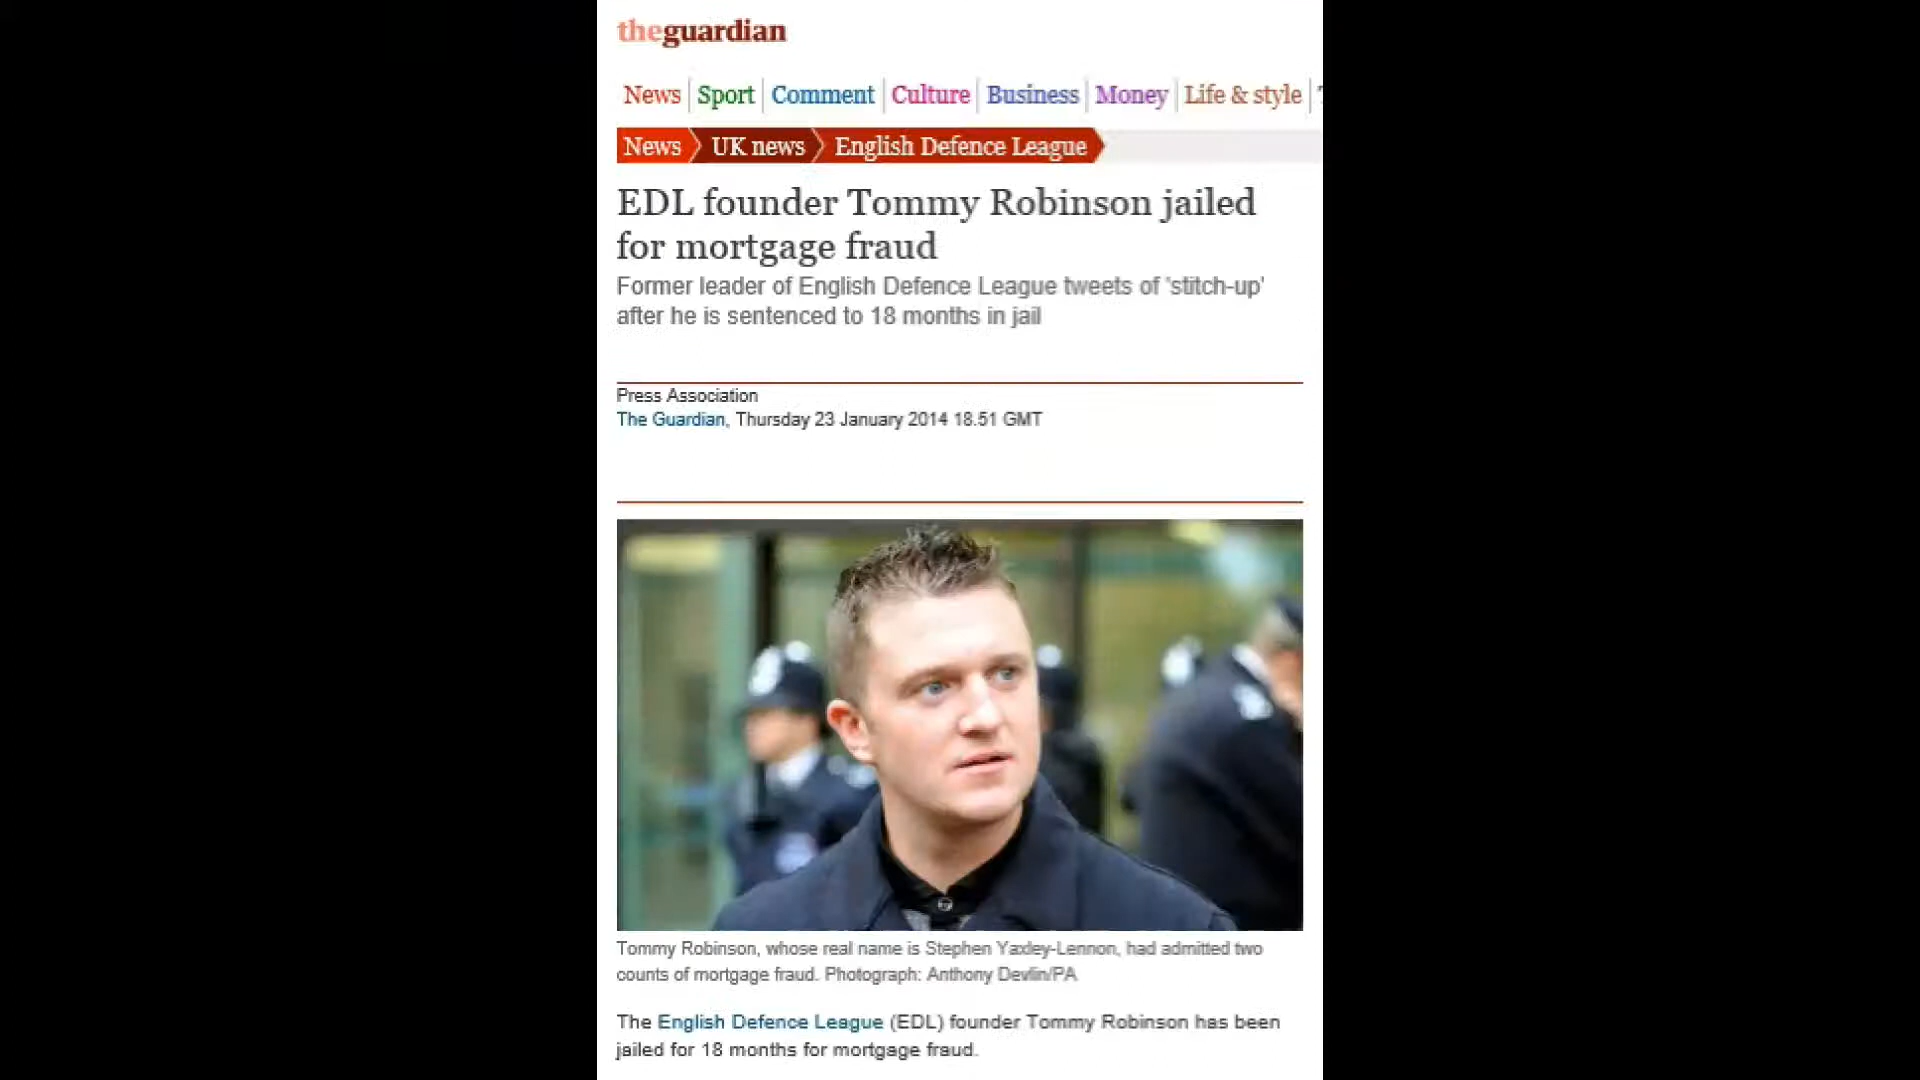 theguardian
News Sport Comment Culture Business Money Life & style
News UK news English Defence League
EDL founder Tommy Robinson jailed
for mortgage fraud
Former leader of English Defence League tweets of 'stitch-up'
after he is sentenced to 18 months in jail
Press Association
The Guardian, Thursday 23 January 2014 18.51 GMT
Tommy Robinson, whose real name is Stephen Yaxley-Lennon, had admitted two
counts of mortgage fraud. Photograph: Anthony Devlin/PA
The English Defence League (EDL) founder Tommy Robinson has been
jailed for 18 months for mortgage fraud.